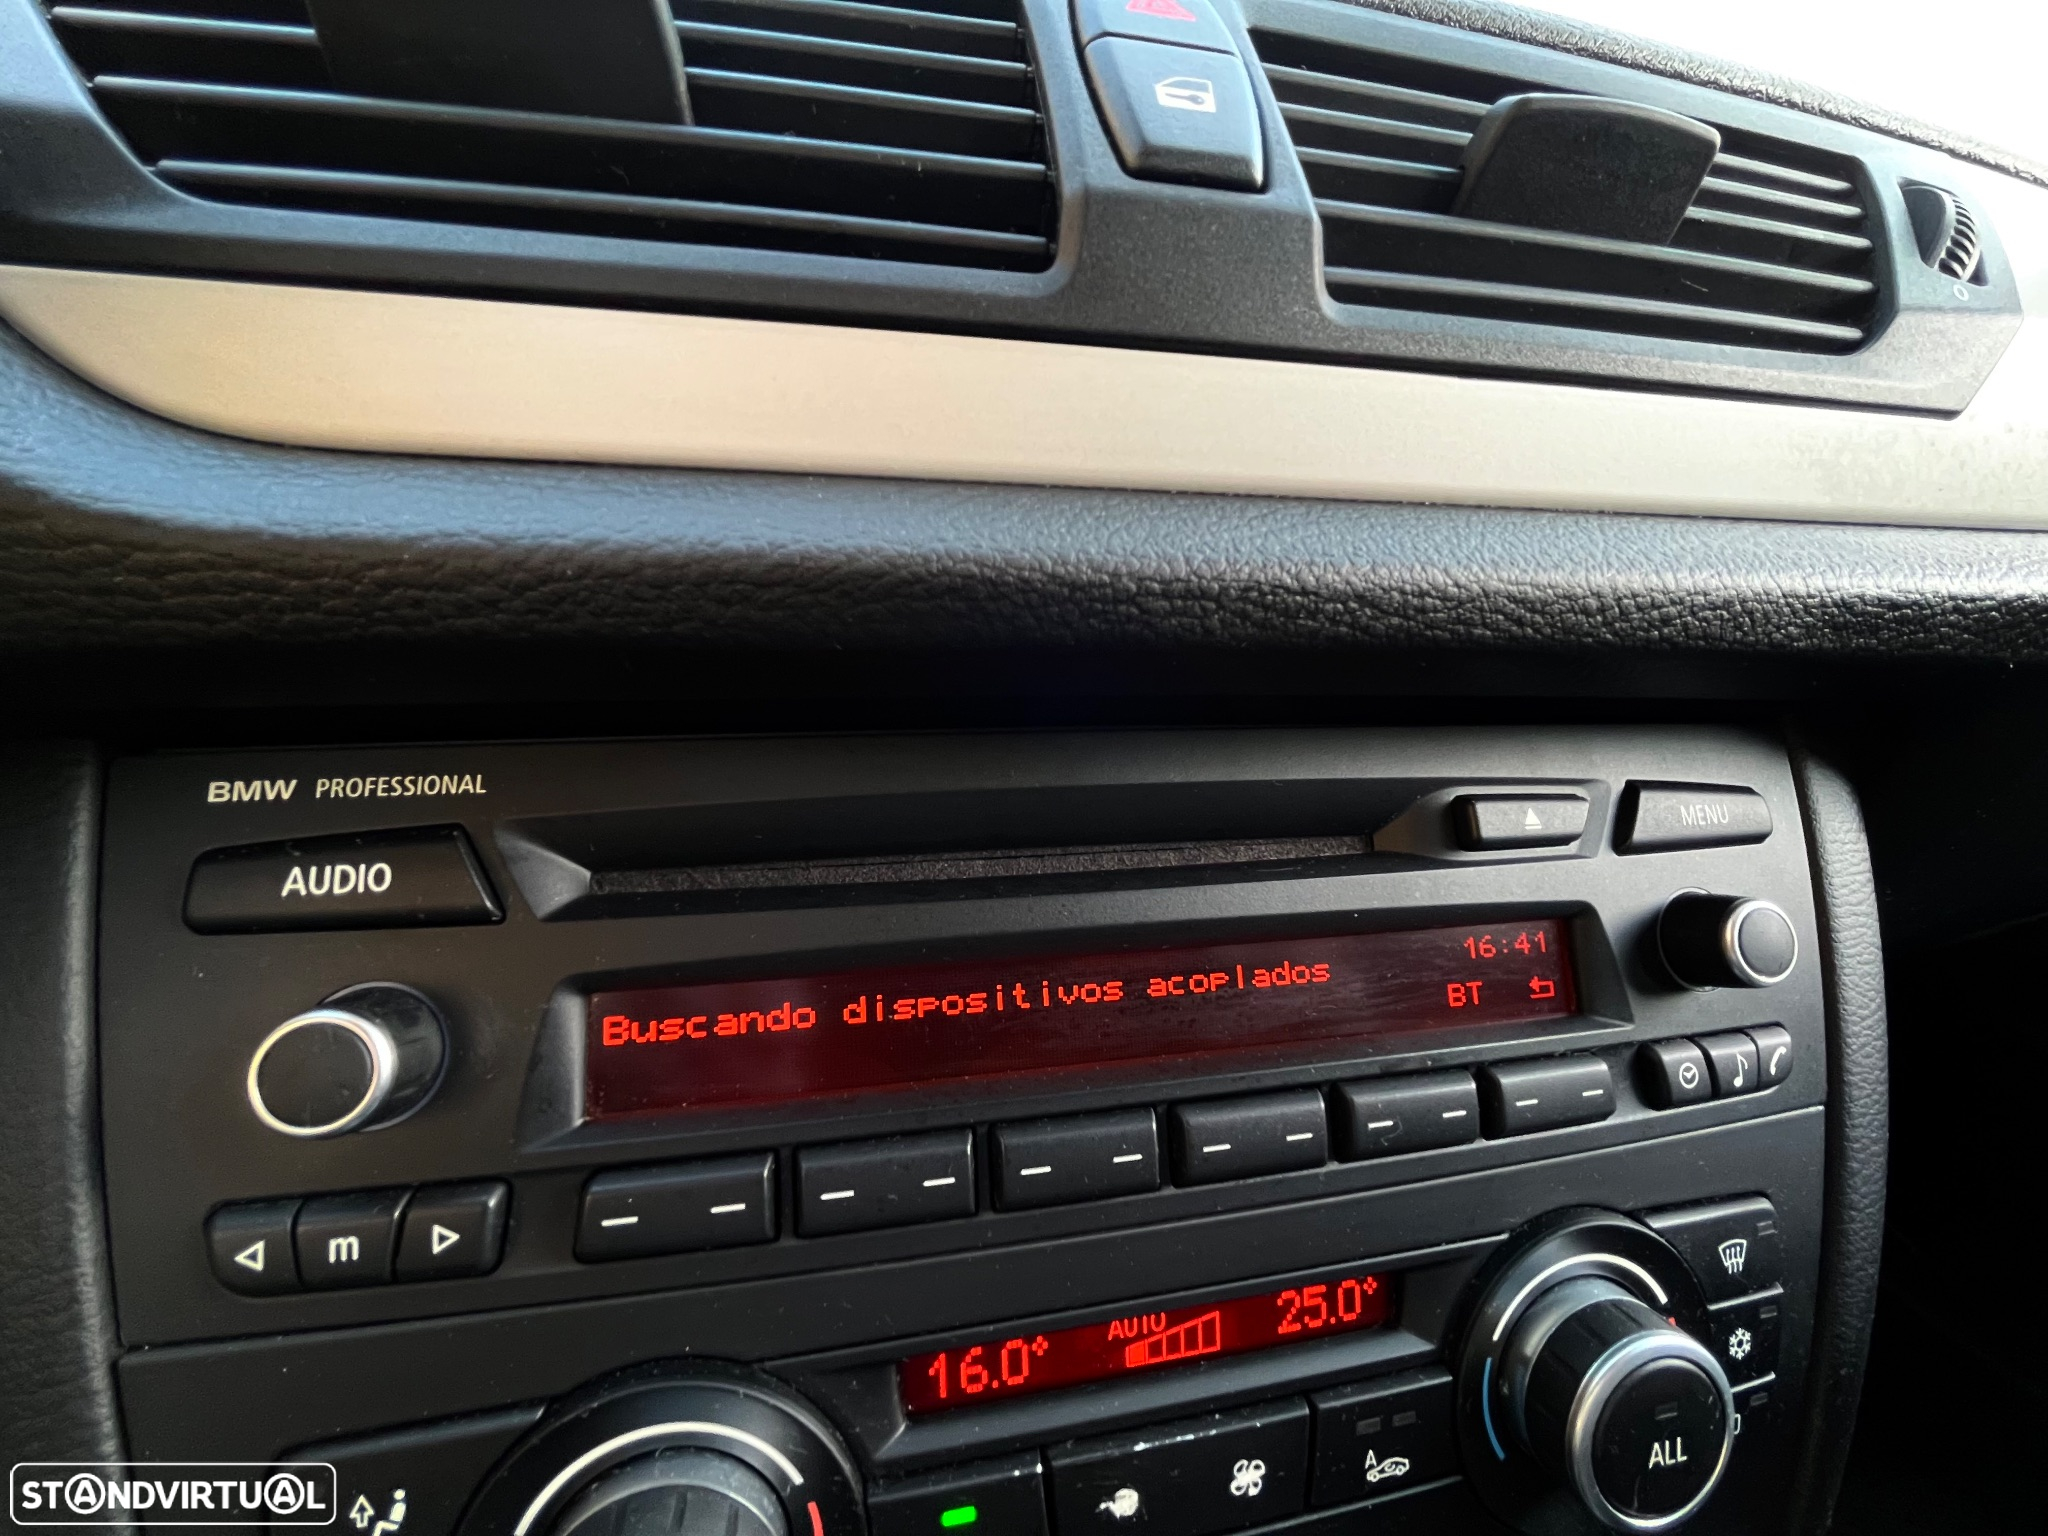 BMW PROFESSIONAL
AUDIO
MENU
16:41
Buscando dispositivos acoplados
BT
m
16.0°
AUTO
25.0°
A
ALL
STANDVIRTUAL